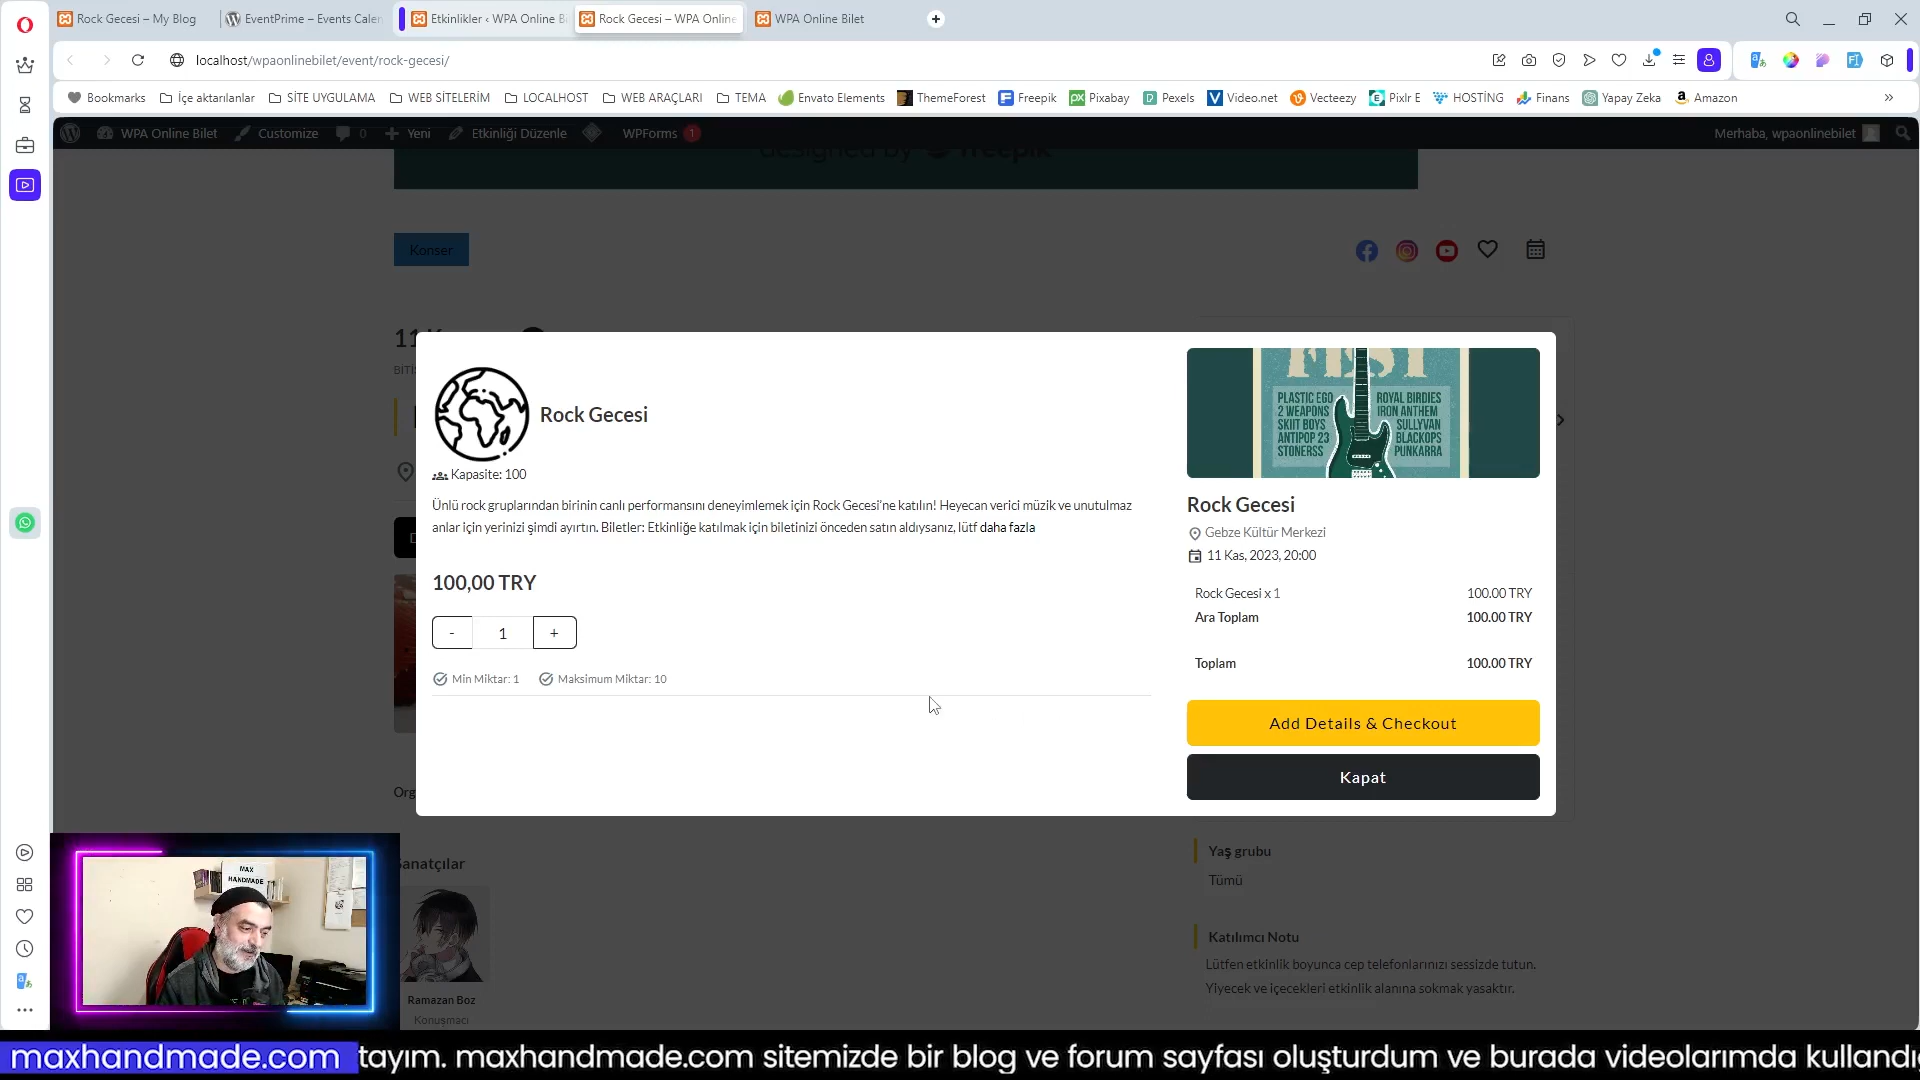 Rock Gecesi – My Blog
EventPrime – Events Calen
Etkinlikler ‹ WPA Online Bi
Rock Gecesi – WPA Online
WPA Online Bilet
localhost/wpaonlinebilet/event/rock-gecesi/
Bookmarks
İçe aktarılanlar
SİTE UYGULAMA
WEB SİTELERİM
LOCALHOST
WEB ARAÇLARI
TEMA
Envato Elements
ThemeForest
Freepik
Pixabay
Pexels
Video.net
Vecteezy
Pixlr E
HOSTİNG
Finans
Yapay Zeka
Amazon
WPA Online Bilet
Customize
0
Yeni
Etkinliği Düzenle
WPForms 1
Merhaba, wpaonlinebilet
designed by freepik
Konser
11
Rock Gecesi
Kapasite: 100
Ünlü rock gruplarından birinin canlı performansını deneyimlemek için Rock Gecesi’ne katılın! Heyecan verici müzik ve unutulmaz
anlar için yerinizi şimdi ayırtın. Biletler: Etkinliğe katılmak için biletinizi önceden satın aldıysanız, lütf daha fazla
100,00 TRY
- 1 +
Min Miktar: 1
Maksimum Miktar: 10
FEST
PLASTIC EGO
2 WEAPONS
SKIIT BOYS
ANTIPOP 23
STONERSS
ROYAL BIRDIES
IRON ANTHEM
SULLYVAN
BLACKOPS
PUNKARRA
Rock Gecesi
Gebze Kültür Merkezi
11 Kas, 2023, 20:00
Rock Gecesi x 1 100.00 TRY
Ara Toplam 100.00 TRY
Toplam 100.00 TRY
Add Details & Checkout
Kapat
Org
Sanatçılar
Ramazan Boz
Konuşmacı
Yaş grubu
Tümü
Katılımcı Notu
Lütfen etkinlik boyunca cep telefonlarınızı sessizde tutun.
Yiyecek ve içecekleri etkinlik alanına sokmak yasaktır.
MAX
HANDMADE
maxhandmade.com tayım. maxhandmade.com sitemizde bir blog ve forum sayfası oluşturdum ve burada videolarımda kullandı